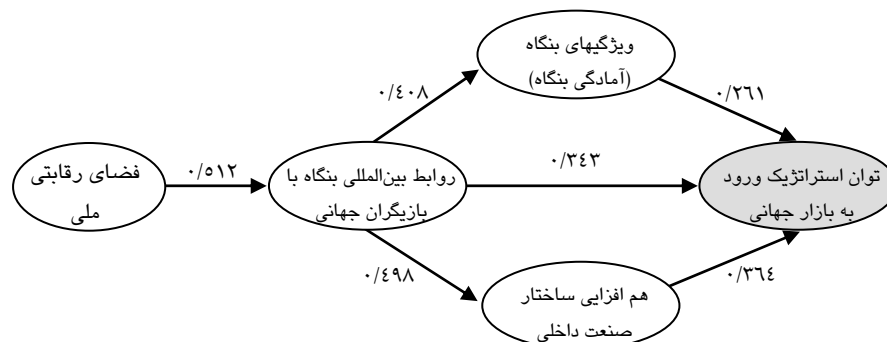 ویژگیهای بنگاه
(آمادگی بنگاه)
۰/۴۰۸
۰/۲۶۱
فضای رقابتی
ملی
۰/۵۱۲
روابط بین‌المللی بنگاه با
بازیگران جهانی
۰/۳۴۳
توان استراتژیک ورود
به بازار جهانی
۰/۴۹۸
۰/۳۶۴
هم افزایی ساختار
صنعت داخلی